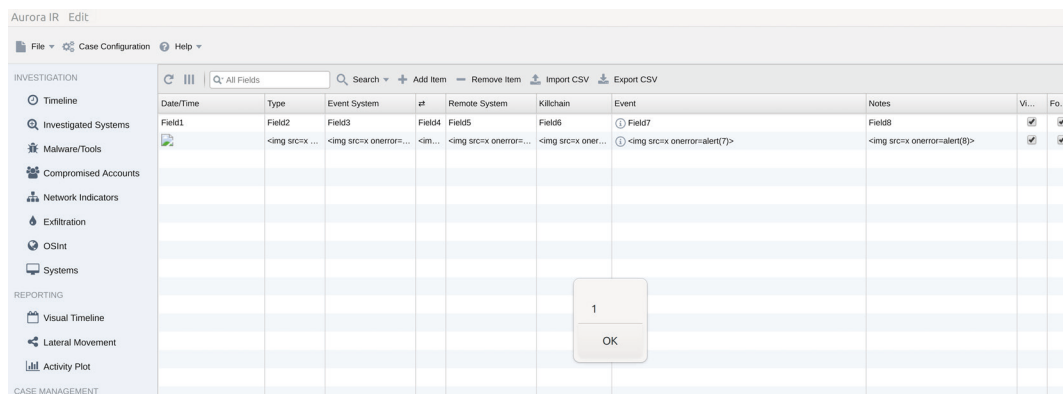 Aurora IR Edit
File Case Configuration Help
INVESTIGATION
Timeline
Investigated Systems
Malware/Tools
Compromised Accounts
Network Indicators
Exfiltration
OSInt
Systems
REPORTING
Visual Timeline
Lateral Movement
Activity Plot
CASE MANAGEMENT
All Fields Search Add Item Remove Item Import CSV Export CSV
Date/Time Type Event System ⇄ Remote System Killchain Event Notes Vi... Fo.
Field1 Field2 Field3 Field4 Field5 Field6 Field7 Field8
<img src=x ... <img src=x onerror=... <im... <img src=x onerror=... <img src=x oner... <img src=x onerror=alert(7)> <img src=x onerror=alert(8)>
1
OK